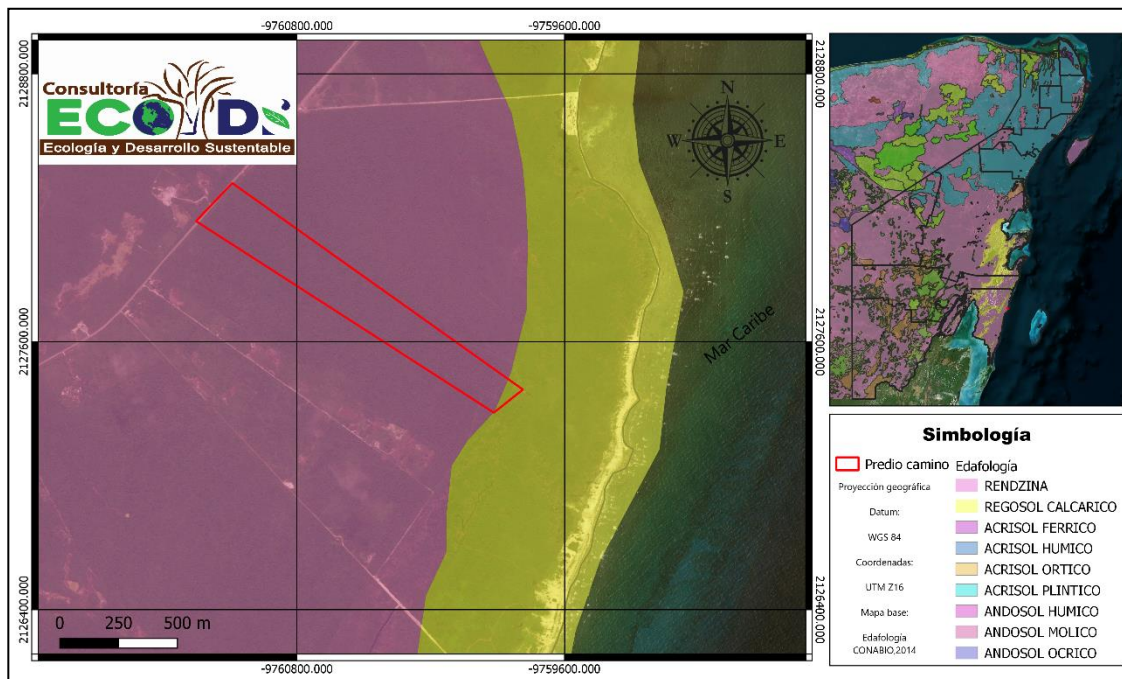 -9760800.000
-9759600.000
2128800.000
2128800.000
Consultoría
ECODS
Ecología y Desarrollo Sustentable
N
W
E
S
2127600.000
2127600.000
Mar Caribe
2126400.000
2126400.000
0
250
500 m
-9760800.000
-9759600.000
Simbología
Predio camino
Proyección geográfica
Datum:
WGS 84
Coordenadas:
UTM Z16
Mapa base:
Edafología
CONABIO,2014
Edafología
RENDZINA
REGOSOL CALCARICO
ACRISOL FERRICO
ACRISOL HUMICO
ACRISOL ORTICO
ACRISOL PLINTICO
ANDOSOL HUMICO
ANDOSOL MOLICO
ANDOSOL OCRICO